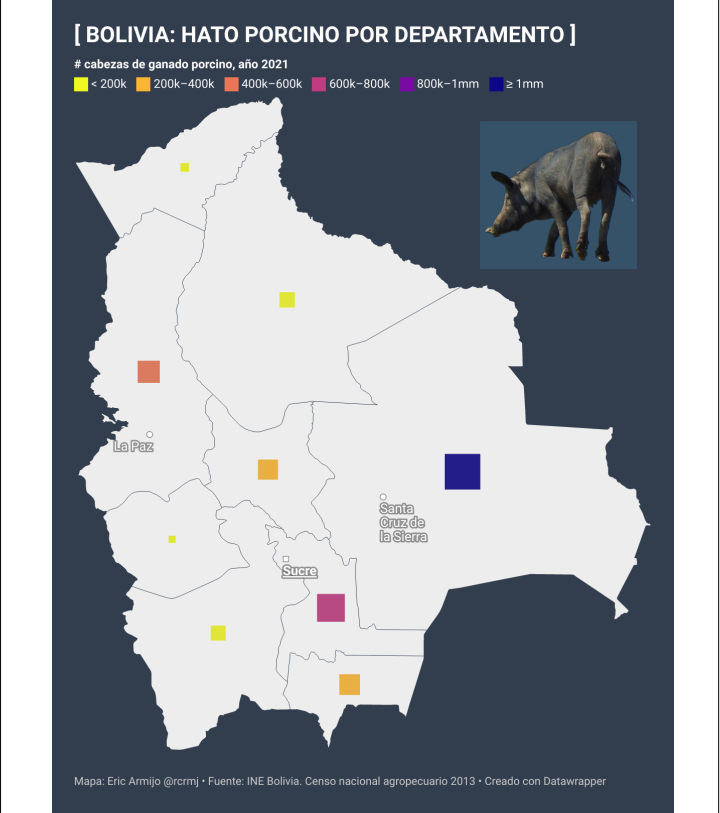 [ BOLIVIA: HATO PORCINO POR DEPARTAMENTO ]
# cabezas de ganado porcino, año 2021
< 200k 200k–400k 400k–600k 600k–800k 800k–1mm ≥ 1mm
La Paz
Santa
Cruz de
la Sierra
Sucre
Mapa: Eric Armijo @rcrmj • Fuente: INE Bolivia. Censo nacional agropecuario 2013 • Creado con Datawrapper